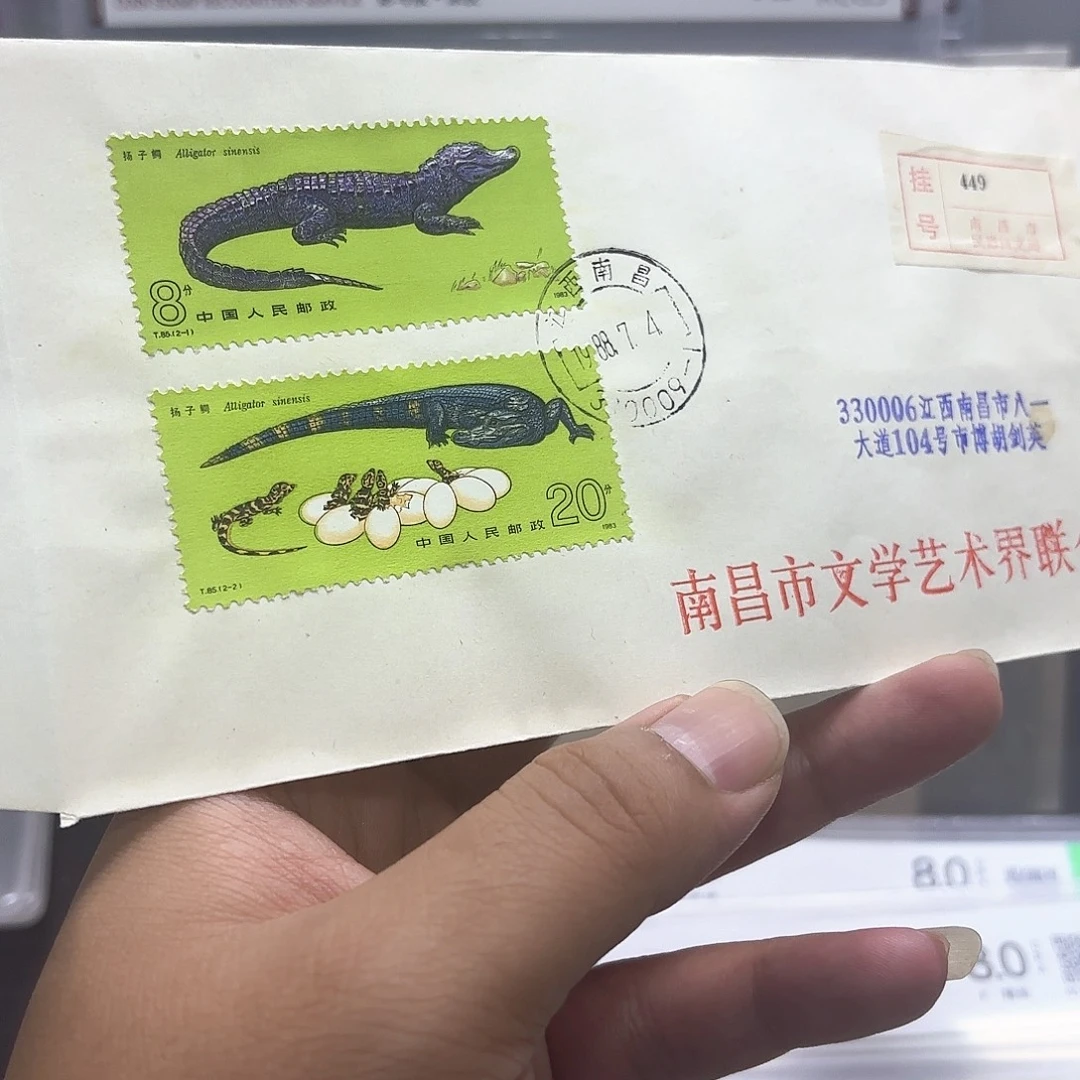 扬子鳄 Alligator sinensis
8分 中国人民邮政
T.85.(2-1)
1983
扬子鳄 Alligator sinensis
中国人民邮政 20分
T.85.(2-2)
1983
江西南昌
1988.7.4.
挂号
449
330006江西南昌市八一
大道104号市博胡剑英
南昌市文学艺术界联
8.0
8.0